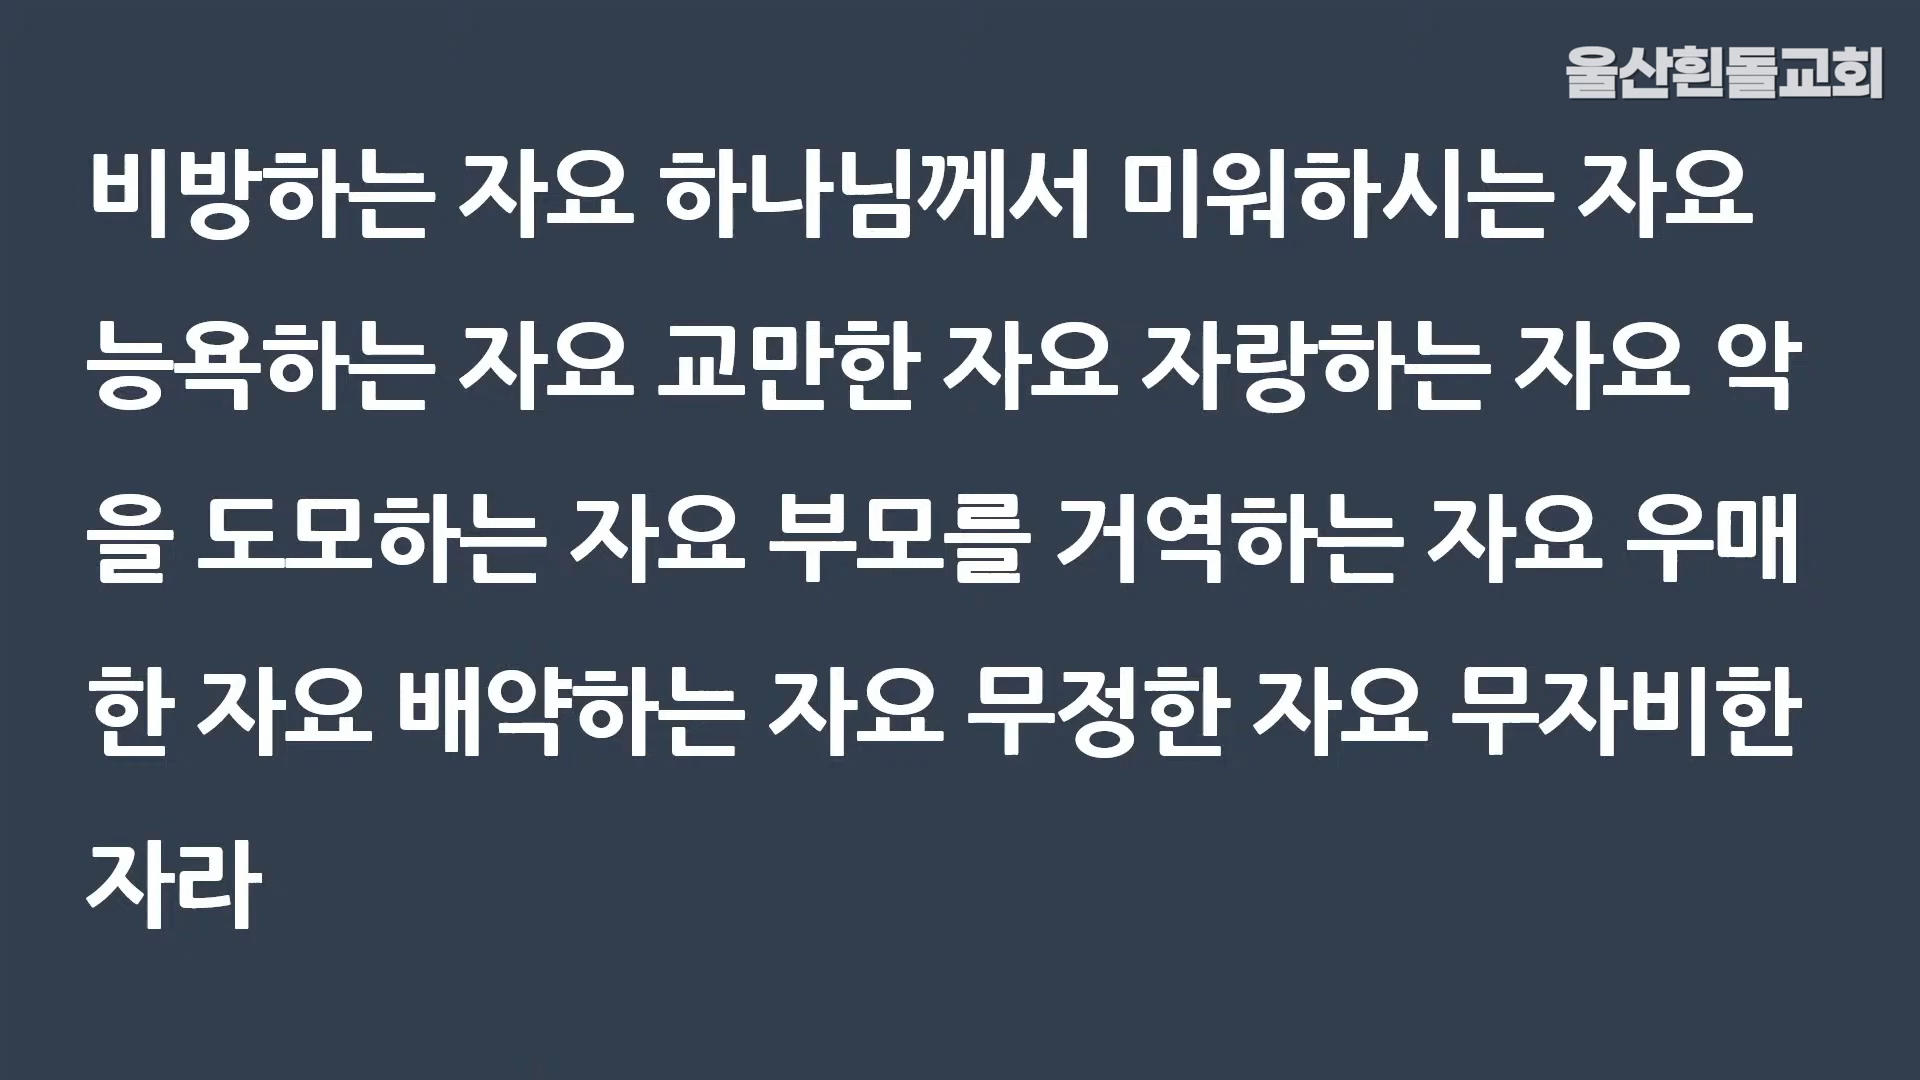 울산흰돌교회
비방하는 자요 하나님께서 미워하시는 자요
능욕하는 자요 교만한 자요 자랑하는 자요 악
을 도모하는 자요 부모를 거역하는 자요 우매
한 자요 배약하는 자요 무정한 자요 무자비한
자라